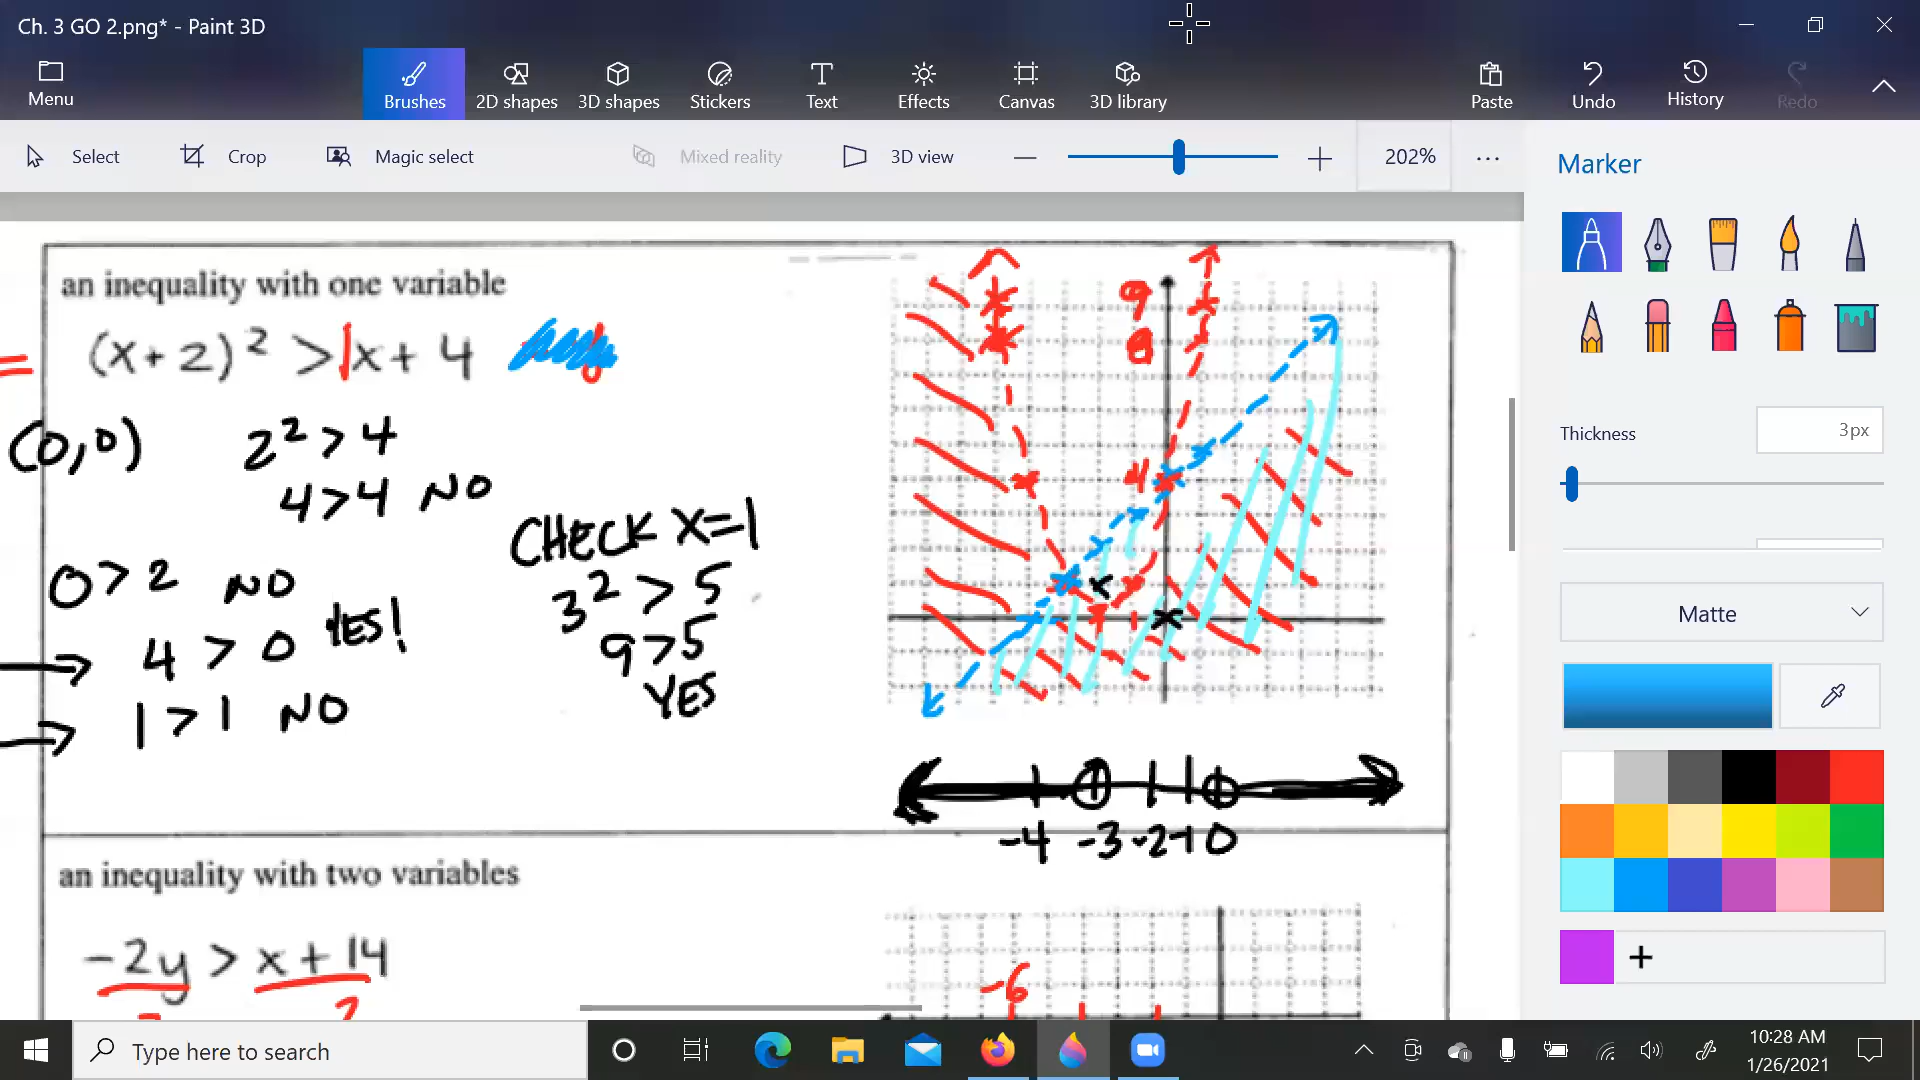 Ch. 3 GO 2.png* - Paint 3D
Menu
Brushes
2D shapes
3D shapes
Stickers
Text
Effects
Canvas
3D library
Paste
Undo
History
Redo
Select
Crop
Magic select
Mixed reality
3D view
202%
Marker
Thickness
3px
Matte
an inequality with one variable
(x+2)² > x+4
(0,0)
2² > 4
4 > 4 NO
0 > 2 NO
4 > 0 YES!
1 > 1 NO
CHECK X=1
3² > 5
9 > 5
YES
9
8
4
-4 -3 -2 -1 0
an inequality with two variables
-2y > x + 14
-6
Type here to search
10:28 AM
1/26/2021